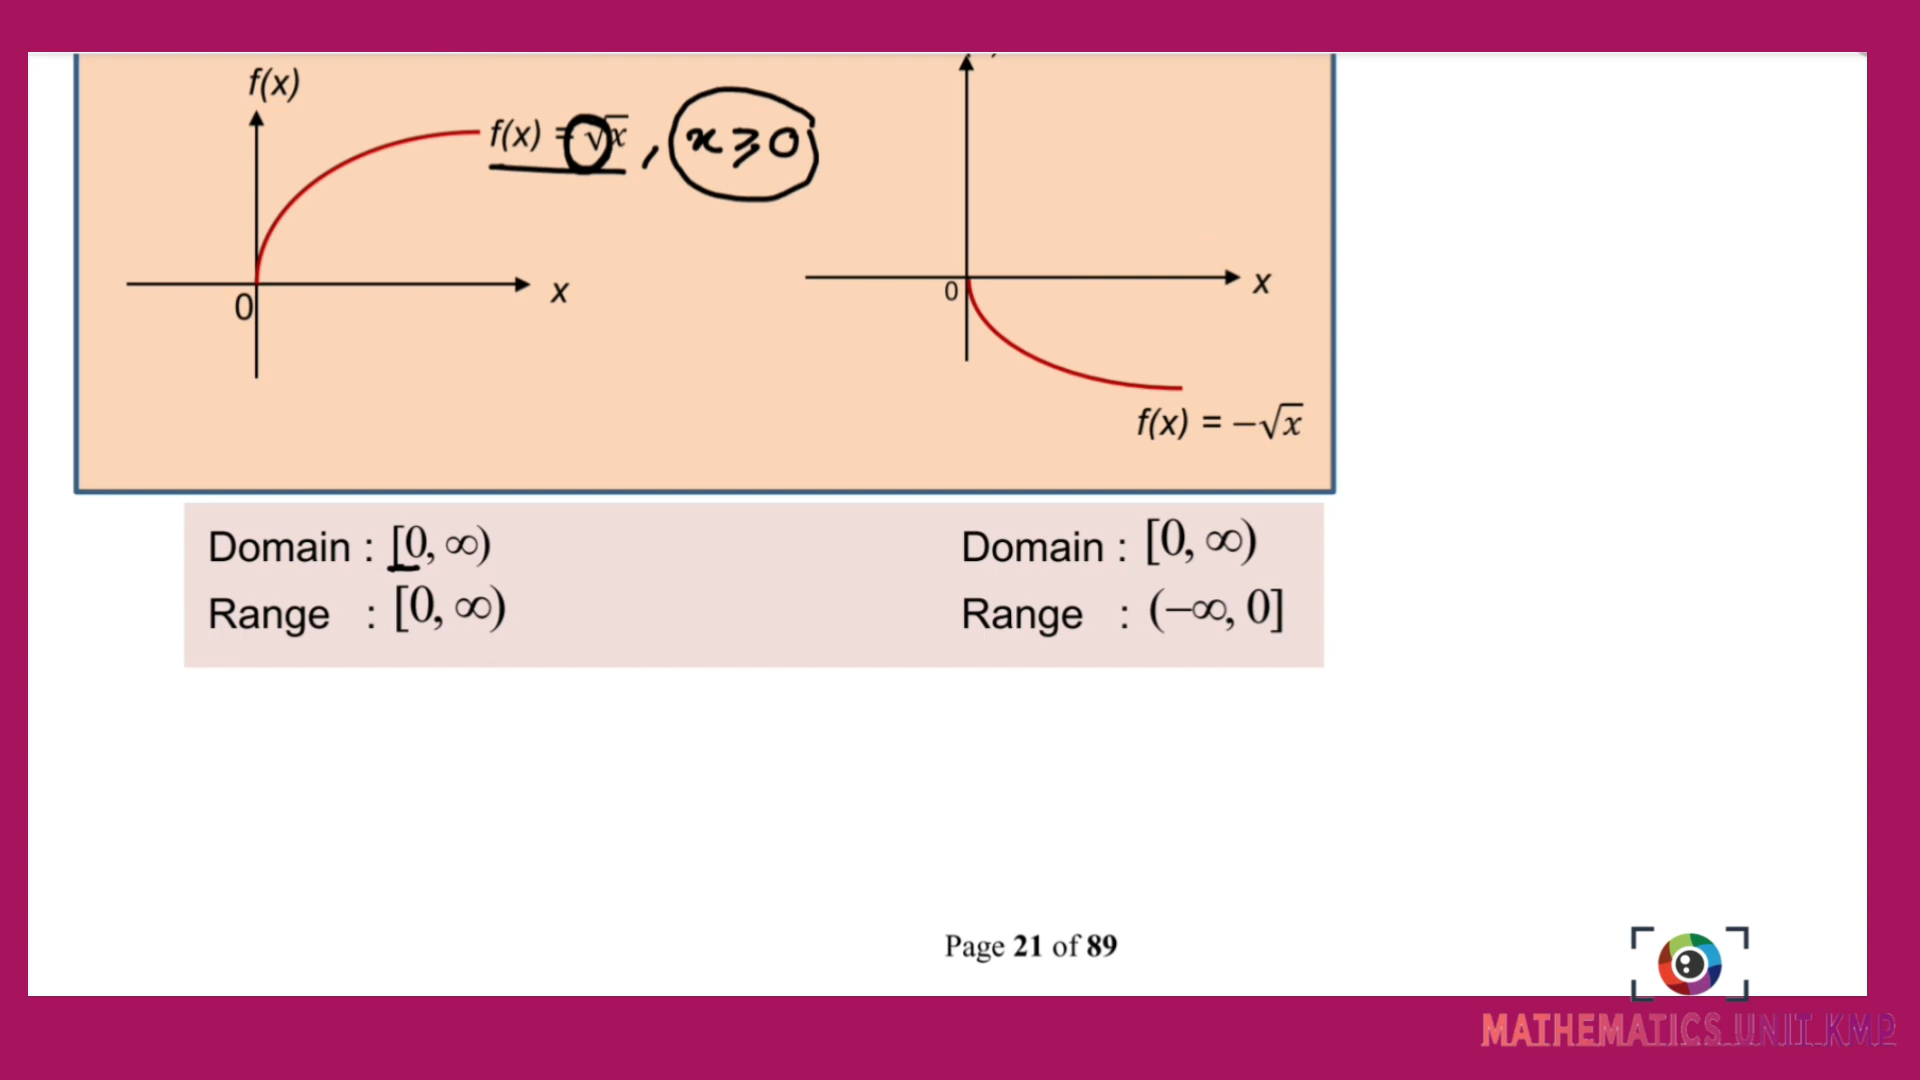 f(x)
f(x) = √x , x ≥ 0
0
x
0
x
f(x) = −√x
Domain : [0, ∞)
Range : [0, ∞)
Domain : [0, ∞)
Range : (−∞, 0]
Page 21 of 89
MATHEMATICS UNIT KMP